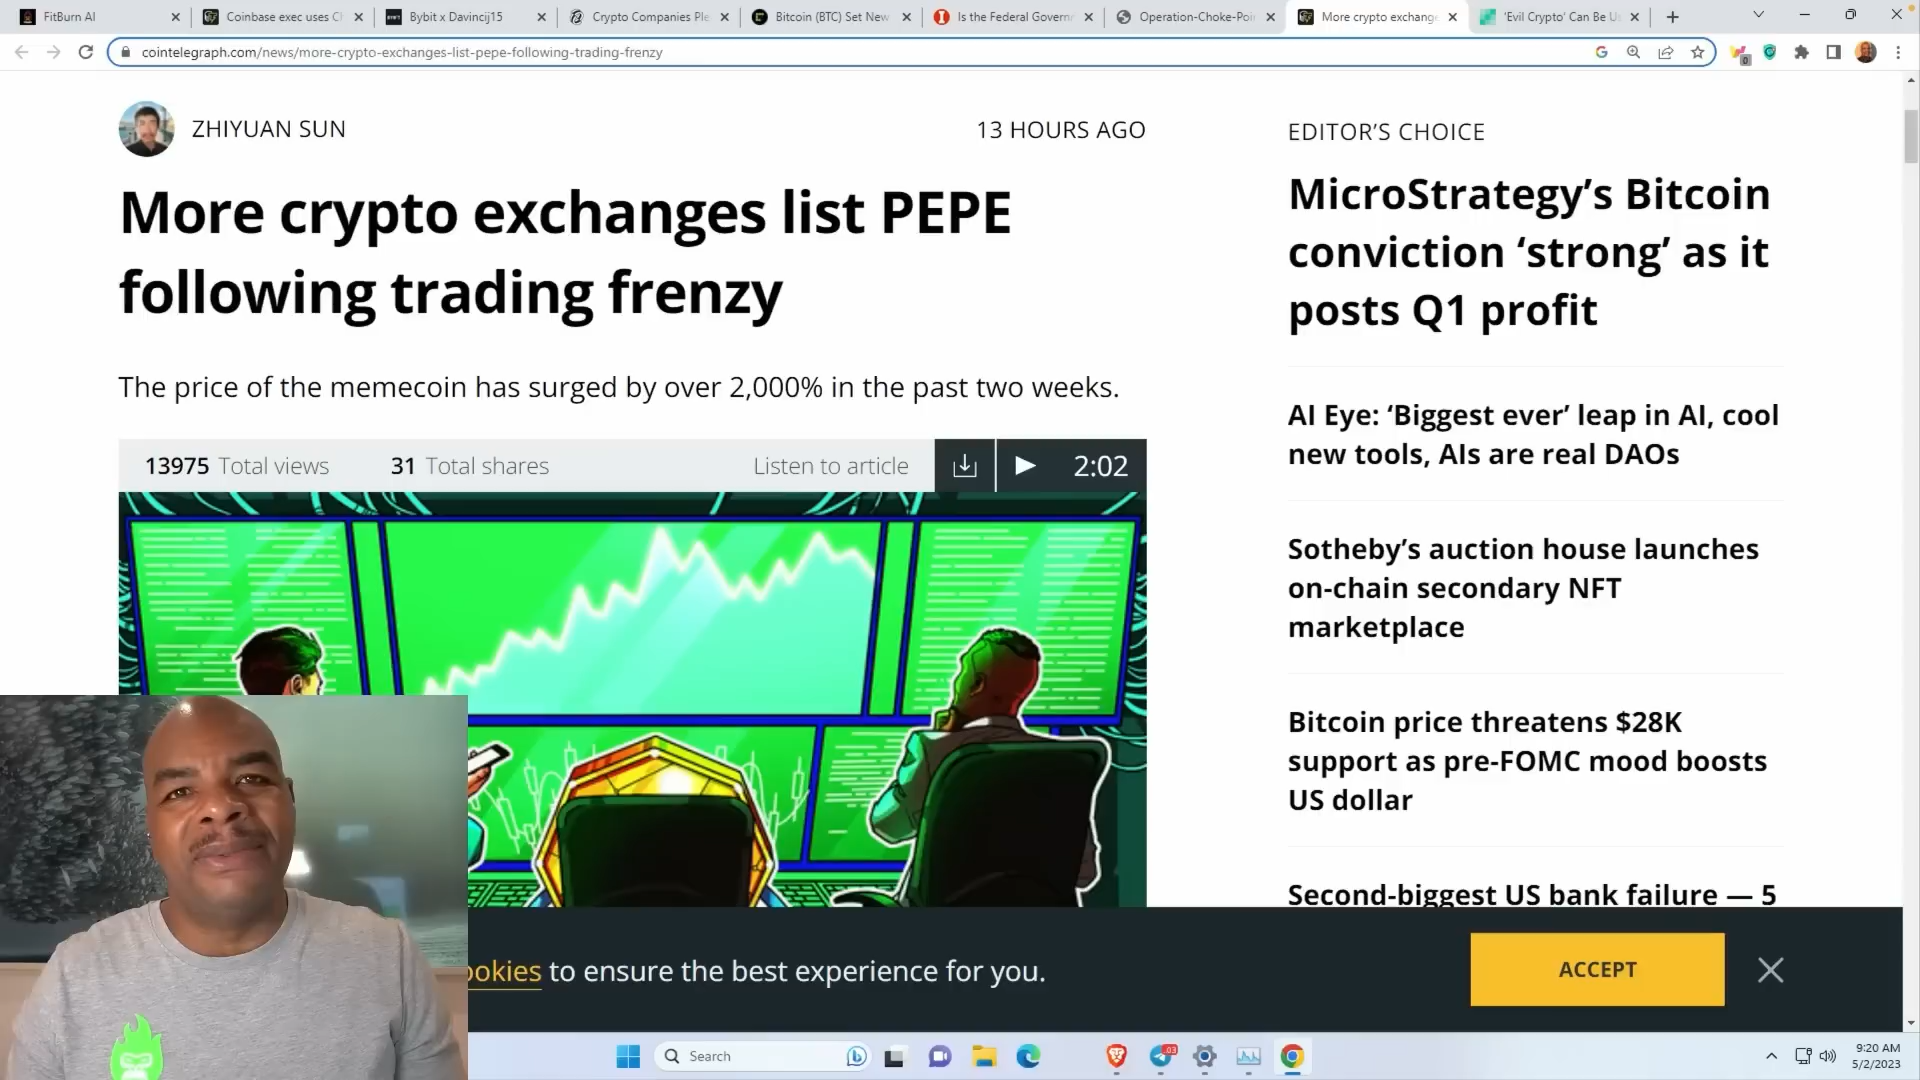 FitBurn AI
Coinbase exec uses C
Bybit x Davincij15
Crypto Companies Ple
Bitcoin (BTC) Set New
Is the Federal Govern
Operation-Choke-Poi
More crypto exchange
'Evil Crypto' Can Be U
cointelegraph.com/news/more-crypto-exchanges-list-pepe-following-trading-frenzy
0
ZHIYUAN SUN
13 HOURS AGO
More crypto exchanges list PEPE
following trading frenzy
The price of the memecoin has surged by over 2,000% in the past two weeks.
13975 Total views
31 Total shares
Listen to article
2:02
EDITOR’S CHOICE
MicroStrategy’s Bitcoin
conviction ‘strong’ as it
posts Q1 profit
AI Eye: ‘Biggest ever’ leap in AI, cool
new tools, AIs are real DAOs
Sotheby’s auction house launches
on-chain secondary NFT
marketplace
Bitcoin price threatens $28K
support as pre-FOMC mood boosts
US dollar
Second-biggest US bank failure — 5
ookies to ensure the best experience for you.
ACCEPT
Search
9:20 AM
5/2/2023